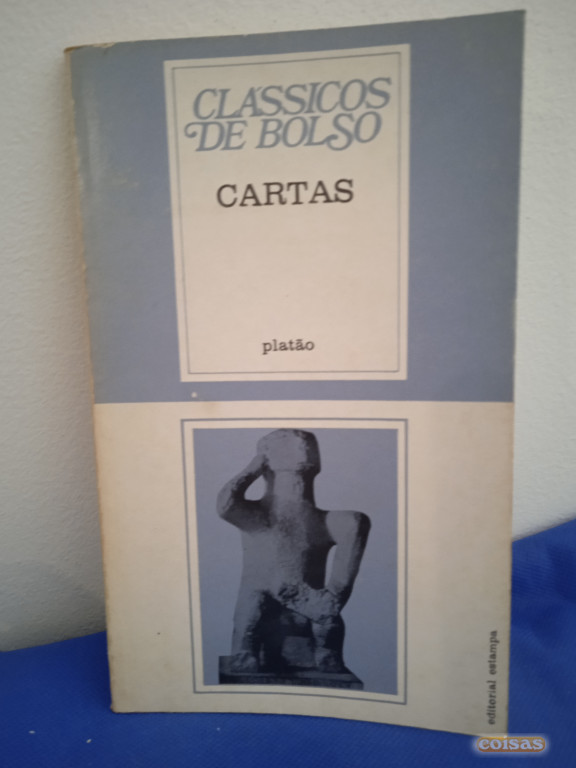 CLÁSSICOS
DE BOLSO
CARTAS
platão
editorial estampa
coisas